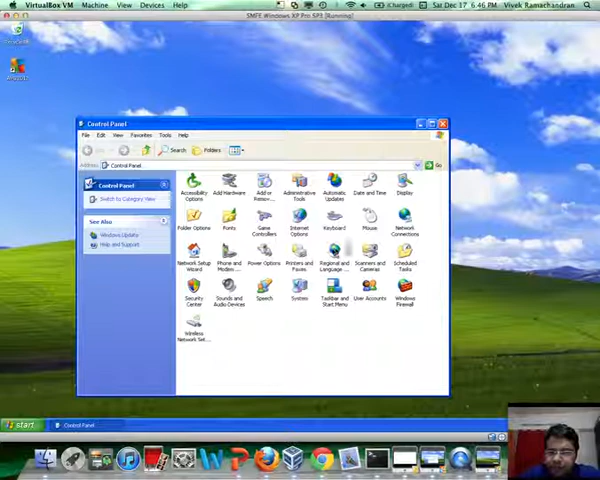 VirtualBox VM Machine View Devices Help
(Charged) Sat Dec 17 6:46 PM Vivek Ramachandran
SMFE Windows XP Pro SP3 [Running]
Control Panel
File Edit View Favorites Tools Help
Search Folders
Address Control Panel Go
Control Panel
Switch to Category View
See Also
Windows Update
Help and Support
Accessibility Options
Add Hardware
Add or Remov...
Administrative Tools
Automatic Updates
Date and Time
Display
Folder Options
Fonts
Game Controllers
Internet Options
Keyboard
Mouse
Network Connections
Network Setup Wizard
Phone and Modem ...
Power Options
Printers and Faxes
Regional and Language ...
Scanners and Cameras
Scheduled Tasks
Security Center
Sounds and Audio Devices
Speech
System
Taskbar and Start Menu
User Accounts
Windows Firewall
Wireless Network Set...
start Control Panel